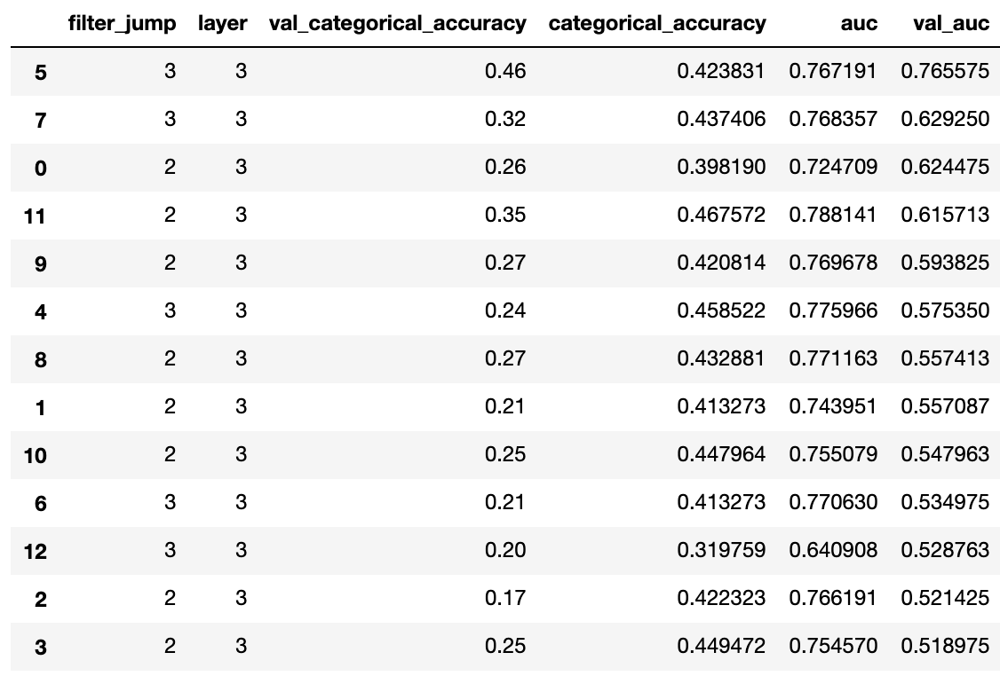 filter_jump layer val_categorical_accuracy categorical_accuracy auc val_auc
5 3 3 0.46 0.423831 0.767191 0.765575
7 3 3 0.32 0.437406 0.768357 0.629250
0 2 3 0.26 0.398190 0.724709 0.624475
11 2 3 0.35 0.467572 0.788141 0.615713
9 2 3 0.27 0.420814 0.769678 0.593825
4 3 3 0.24 0.458522 0.775966 0.575350
8 2 3 0.27 0.432881 0.771163 0.557413
1 2 3 0.21 0.413273 0.743951 0.557087
10 2 3 0.25 0.447964 0.755079 0.547963
6 3 3 0.21 0.413273 0.770630 0.534975
12 3 3 0.20 0.319759 0.640908 0.528763
2 2 3 0.17 0.422323 0.766191 0.521425
3 2 3 0.25 0.449472 0.754570 0.518975